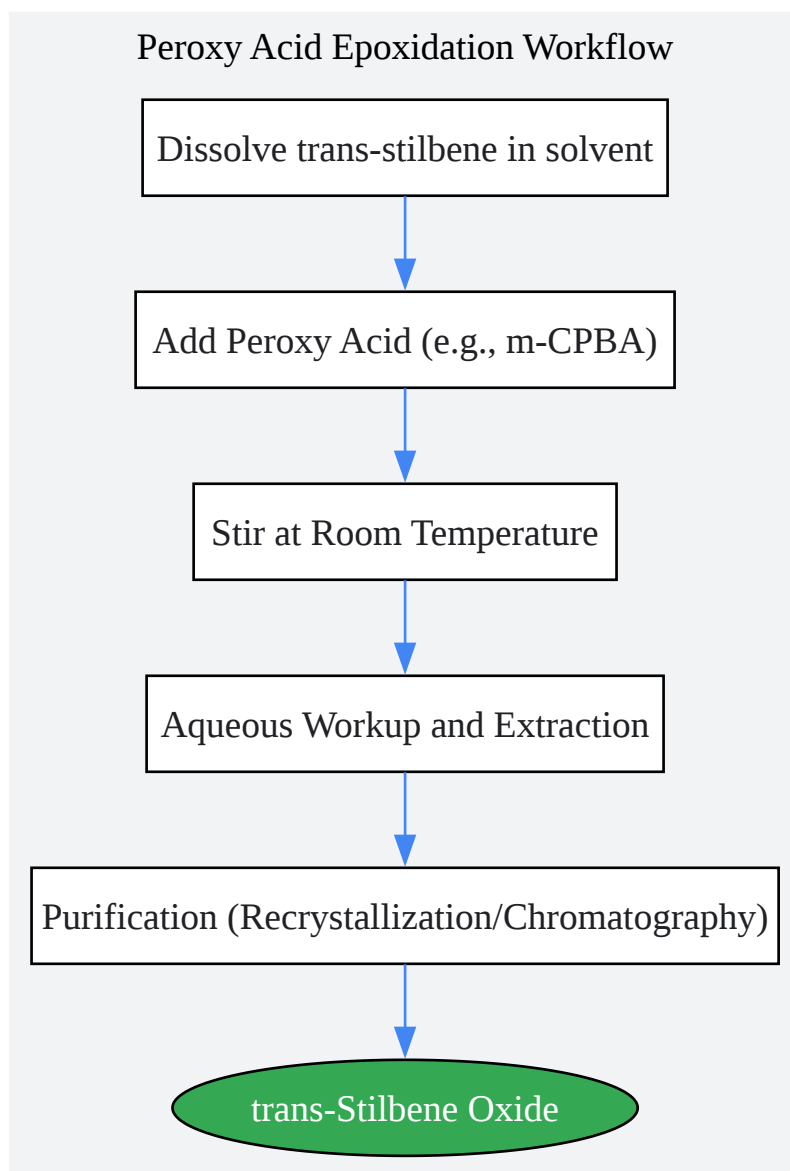 Peroxy Acid Epoxidation Workflow
Dissolve trans-stilbene in solvent
Add Peroxy Acid (e.g., m-CPBA)
Stir at Room Temperature
Aqueous Workup and Extraction
Purification (Recrystallization/Chromatography)
trans-Stilbene Oxide